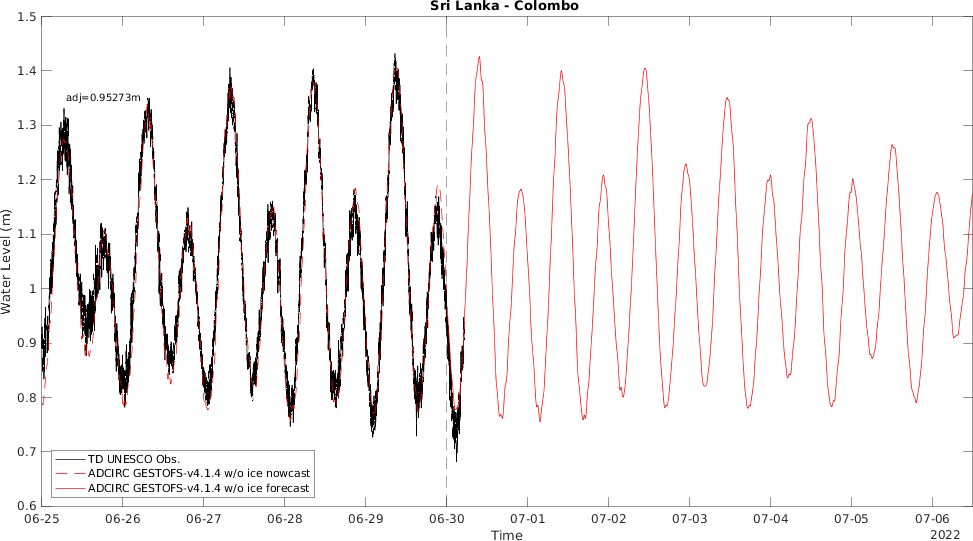 Sri Lanka - Colombo
1.5
1.4
adj=0.95273m
1.3
1.2
1.1
Water Level (m)
1
0.9
0.8
0.7
0.6
TD UNESCO Obs.
ADCIRC GESTOFS-v4.1.4 w/o ice nowcast
ADCIRC GESTOFS-v4.1.4 w/o ice forecast
06-25 06-26 06-27 06-28 06-29 06-30 07-01 07-02 07-03 07-04 07-05 07-06
Time
2022